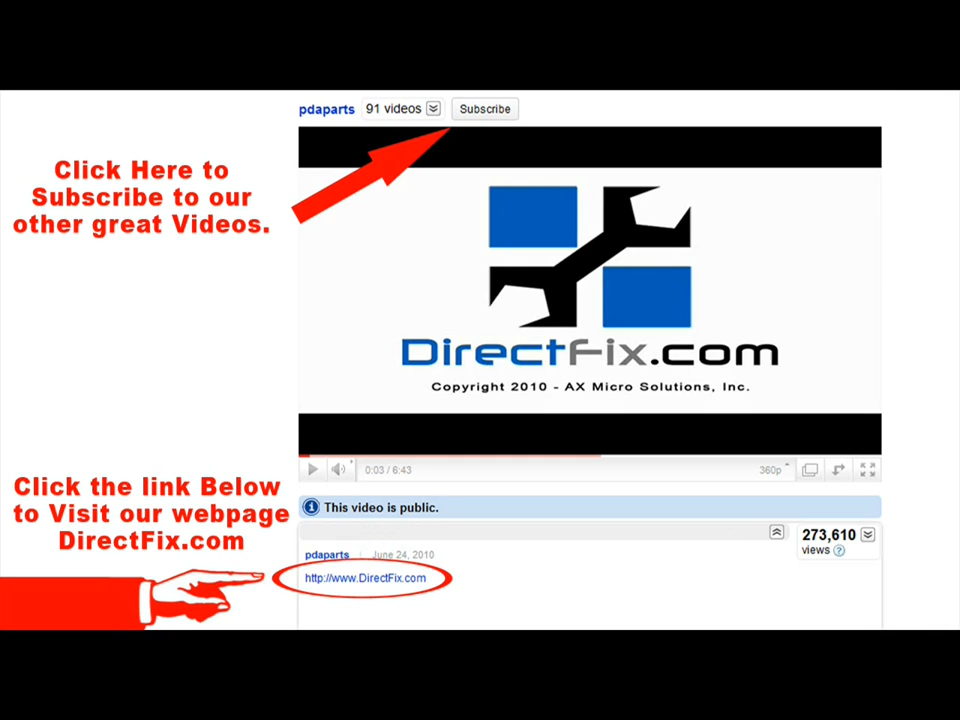 pdaparts 91 videos Subscribe
Click Here to
Subscribe to our
other great Videos.
DirectFix.com
Copyright 2010 - AX Micro Solutions, Inc.
0:03 / 6:43 360p
Click the link Below
to Visit our webpage
DirectFix.com
This video is public.
273,610
views ?
pdaparts June 24, 2010
http://www.DirectFix.com